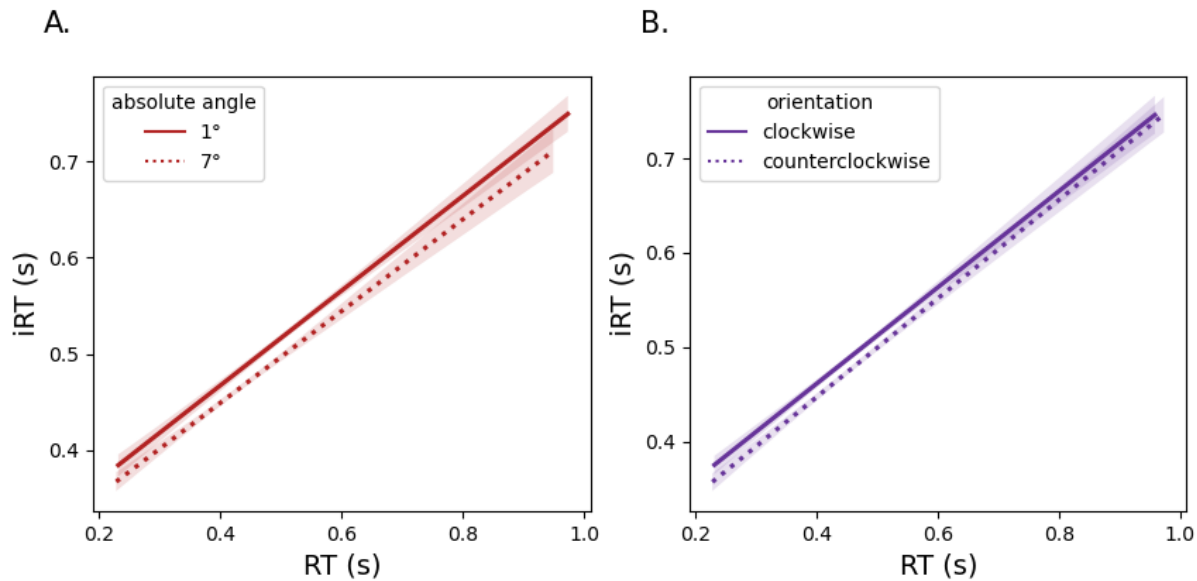 A.
absolute angle
1°
7°
0.7
0.6
0.5
0.4
iRT (s)
0.2
0.4
0.6
0.8
1.0
RT (s)
B.
orientation
clockwise
counterclockwise
0.7
0.6
0.5
0.4
iRT (s)
0.2
0.4
0.6
0.8
1.0
RT (s)